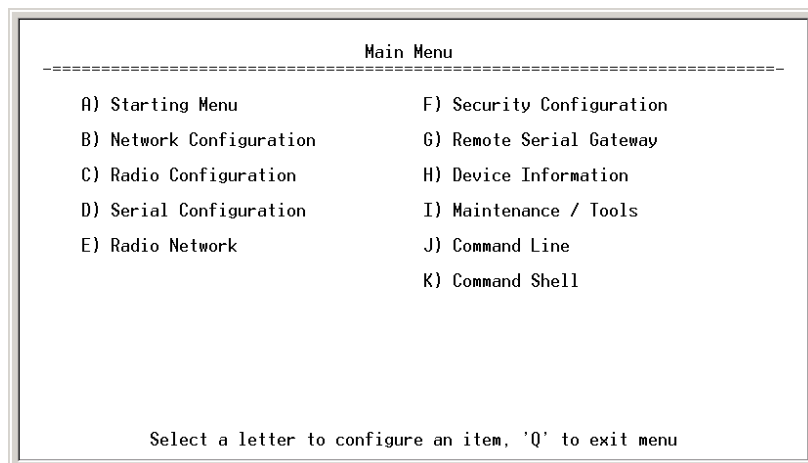 Main Menu
-==========================================================================-
A) Starting Menu
B) Network Configuration
C) Radio Configuration
D) Serial Configuration
E) Radio Network
F) Security Configuration
G) Remote Serial Gateway
H) Device Information
I) Maintenance / Tools
J) Command Line
K) Command Shell
Select a letter to configure an item, 'Q' to exit menu